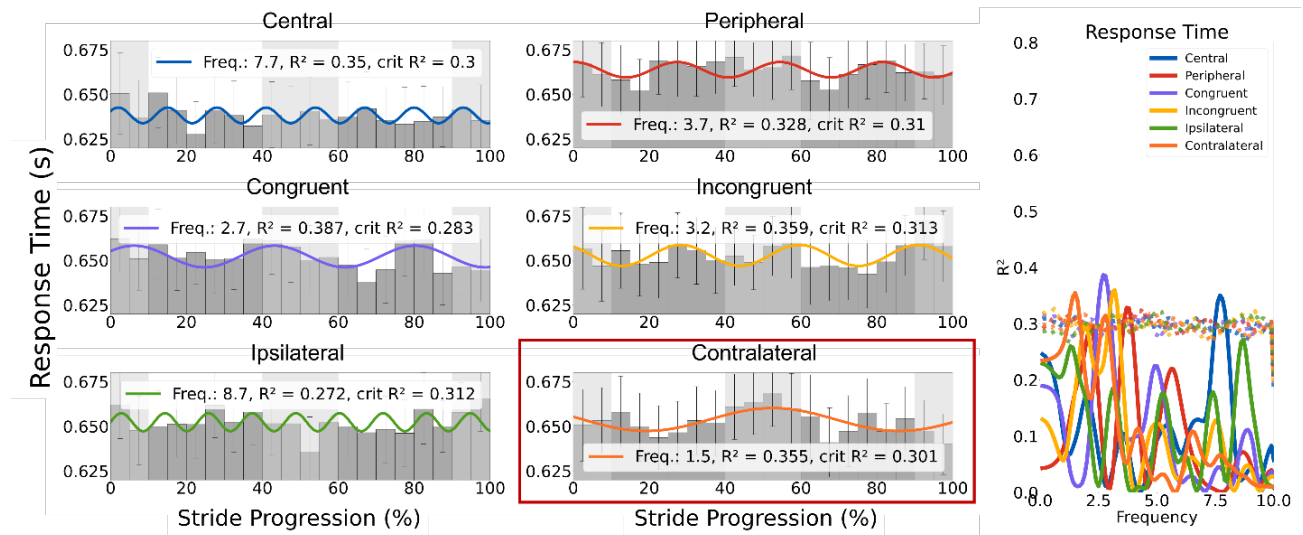 Central
Peripheral
Response Time
0.675
0.650
0.625
Freq.: 7.7, R² = 0.35, crit R² = 0.3
0 20 40 60 80 100
0.675
0.650
0.625
Freq.: 3.7, R² = 0.328, crit R² = 0.31
0 20 40 60 80 100
Congruent
Incongruent
0.675
0.650
0.625
Freq.: 2.7, R² = 0.387, crit R² = 0.283
0 20 40 60 80 100
0.675
0.650
0.625
Freq.: 3.2, R² = 0.359, crit R² = 0.313
0 20 40 60 80 100
Ipsilateral
Contralateral
0.675
0.650
0.625
Freq.: 8.7, R² = 0.272, crit R² = 0.312
0 20 40 60 80 100
0.675
0.650
0.625
Freq.: 1.5, R² = 0.355, crit R² = 0.301
0 20 40 60 80 100
Response Time (s)
Stride Progression (%)
Stride Progression (%)
Central
Peripheral
Congruent
Incongruent
Ipsilateral
Contralateral
0.8
0.7
0.6
0.5
0.4
0.3
0.2
0.1
0.0
R²
0.0 2.5 5.0 7.5 10.0
Frequency